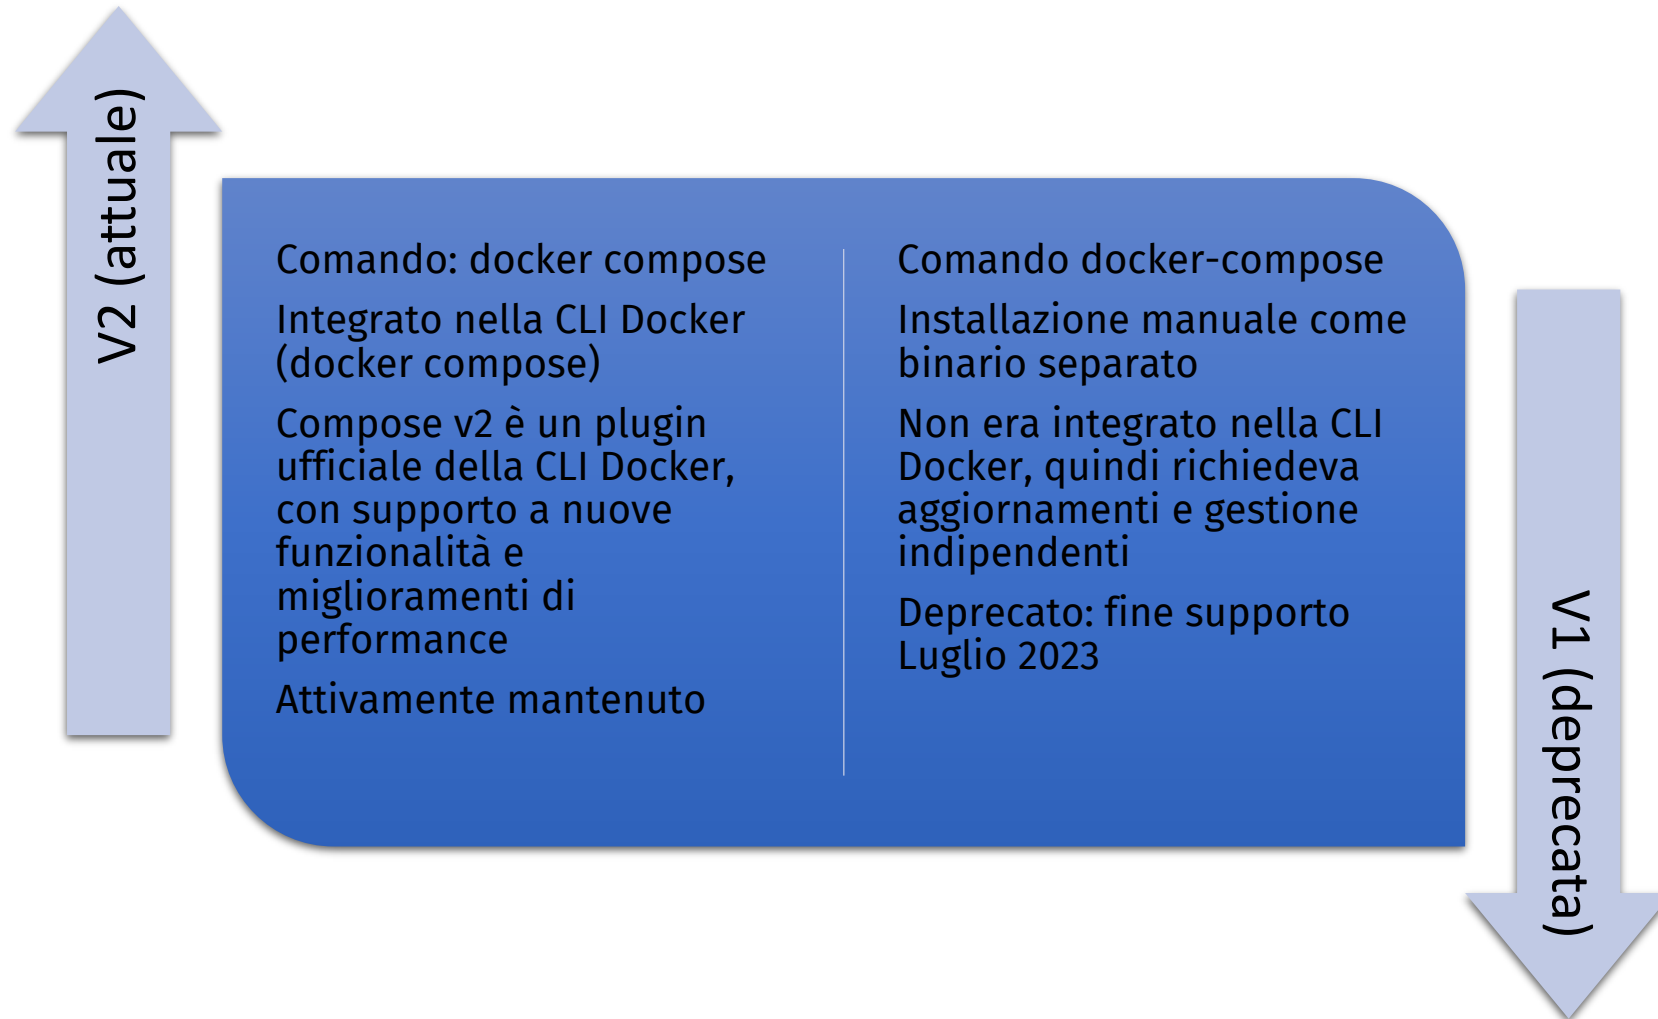 V2 (attuale)
Comando: docker compose
Integrato nella CLI Docker
(docker compose)
Compose v2 è un plugin
ufficiale della CLI Docker,
con supporto a nuove
funzionalità e
miglioramenti di
performance
Attivamente mantenuto
Comando docker-compose
Installazione manuale come
binario separato
Non era integrato nella CLI
Docker, quindi richiedeva
aggiornamenti e gestione
indipendenti
Deprecato: fine supporto
Luglio 2023
V1 (deprecata)